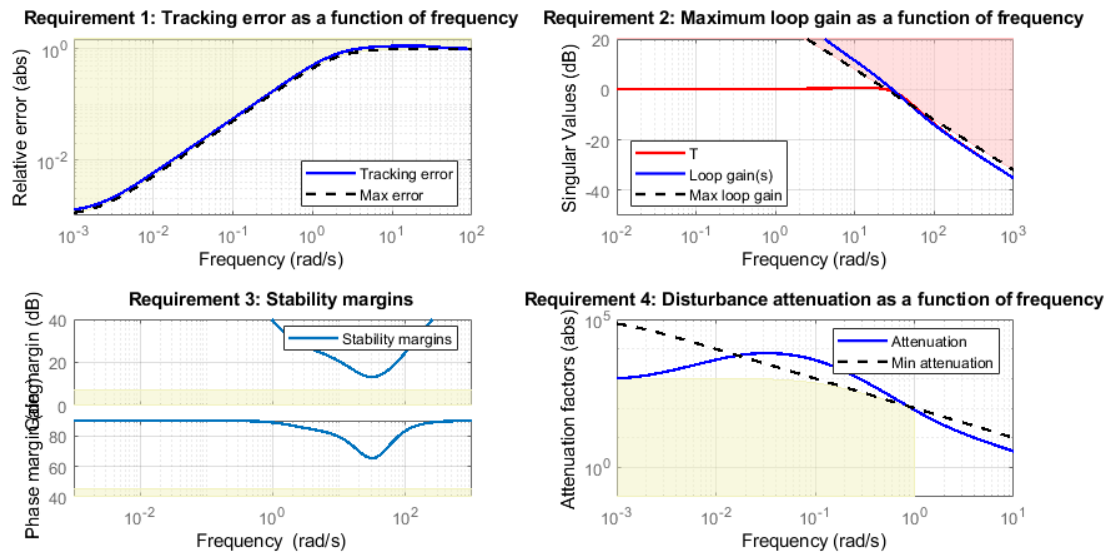 Requirement 1: Tracking error as a function of frequency
Relative error (abs)
10^0
10^-2
Tracking error
Max error
10^-3
10^-2
10^-1
10^0
10^1
10^2
Frequency (rad/s)
Requirement 2: Maximum loop gain as a function of frequency
Singular Values (dB)
20
0
-20
-40
T
Loop gain(s)
Max loop gain
10^-2
10^-1
10^0
10^1
10^2
10^3
Frequency (rad/s)
Requirement 3: Stability margins
margin (dB)
40
20
0
Stability margins
Phase margin (deg)
80
60
40
10^-2
10^0
10^2
Frequency (rad/s)
Requirement 4: Disturbance attenuation as a function of frequency
Attenuation factors (abs)
10^5
10^0
Attenuation
Min attenuation
10^-3
10^-2
10^-1
10^0
10^1
Frequency (rad/s)